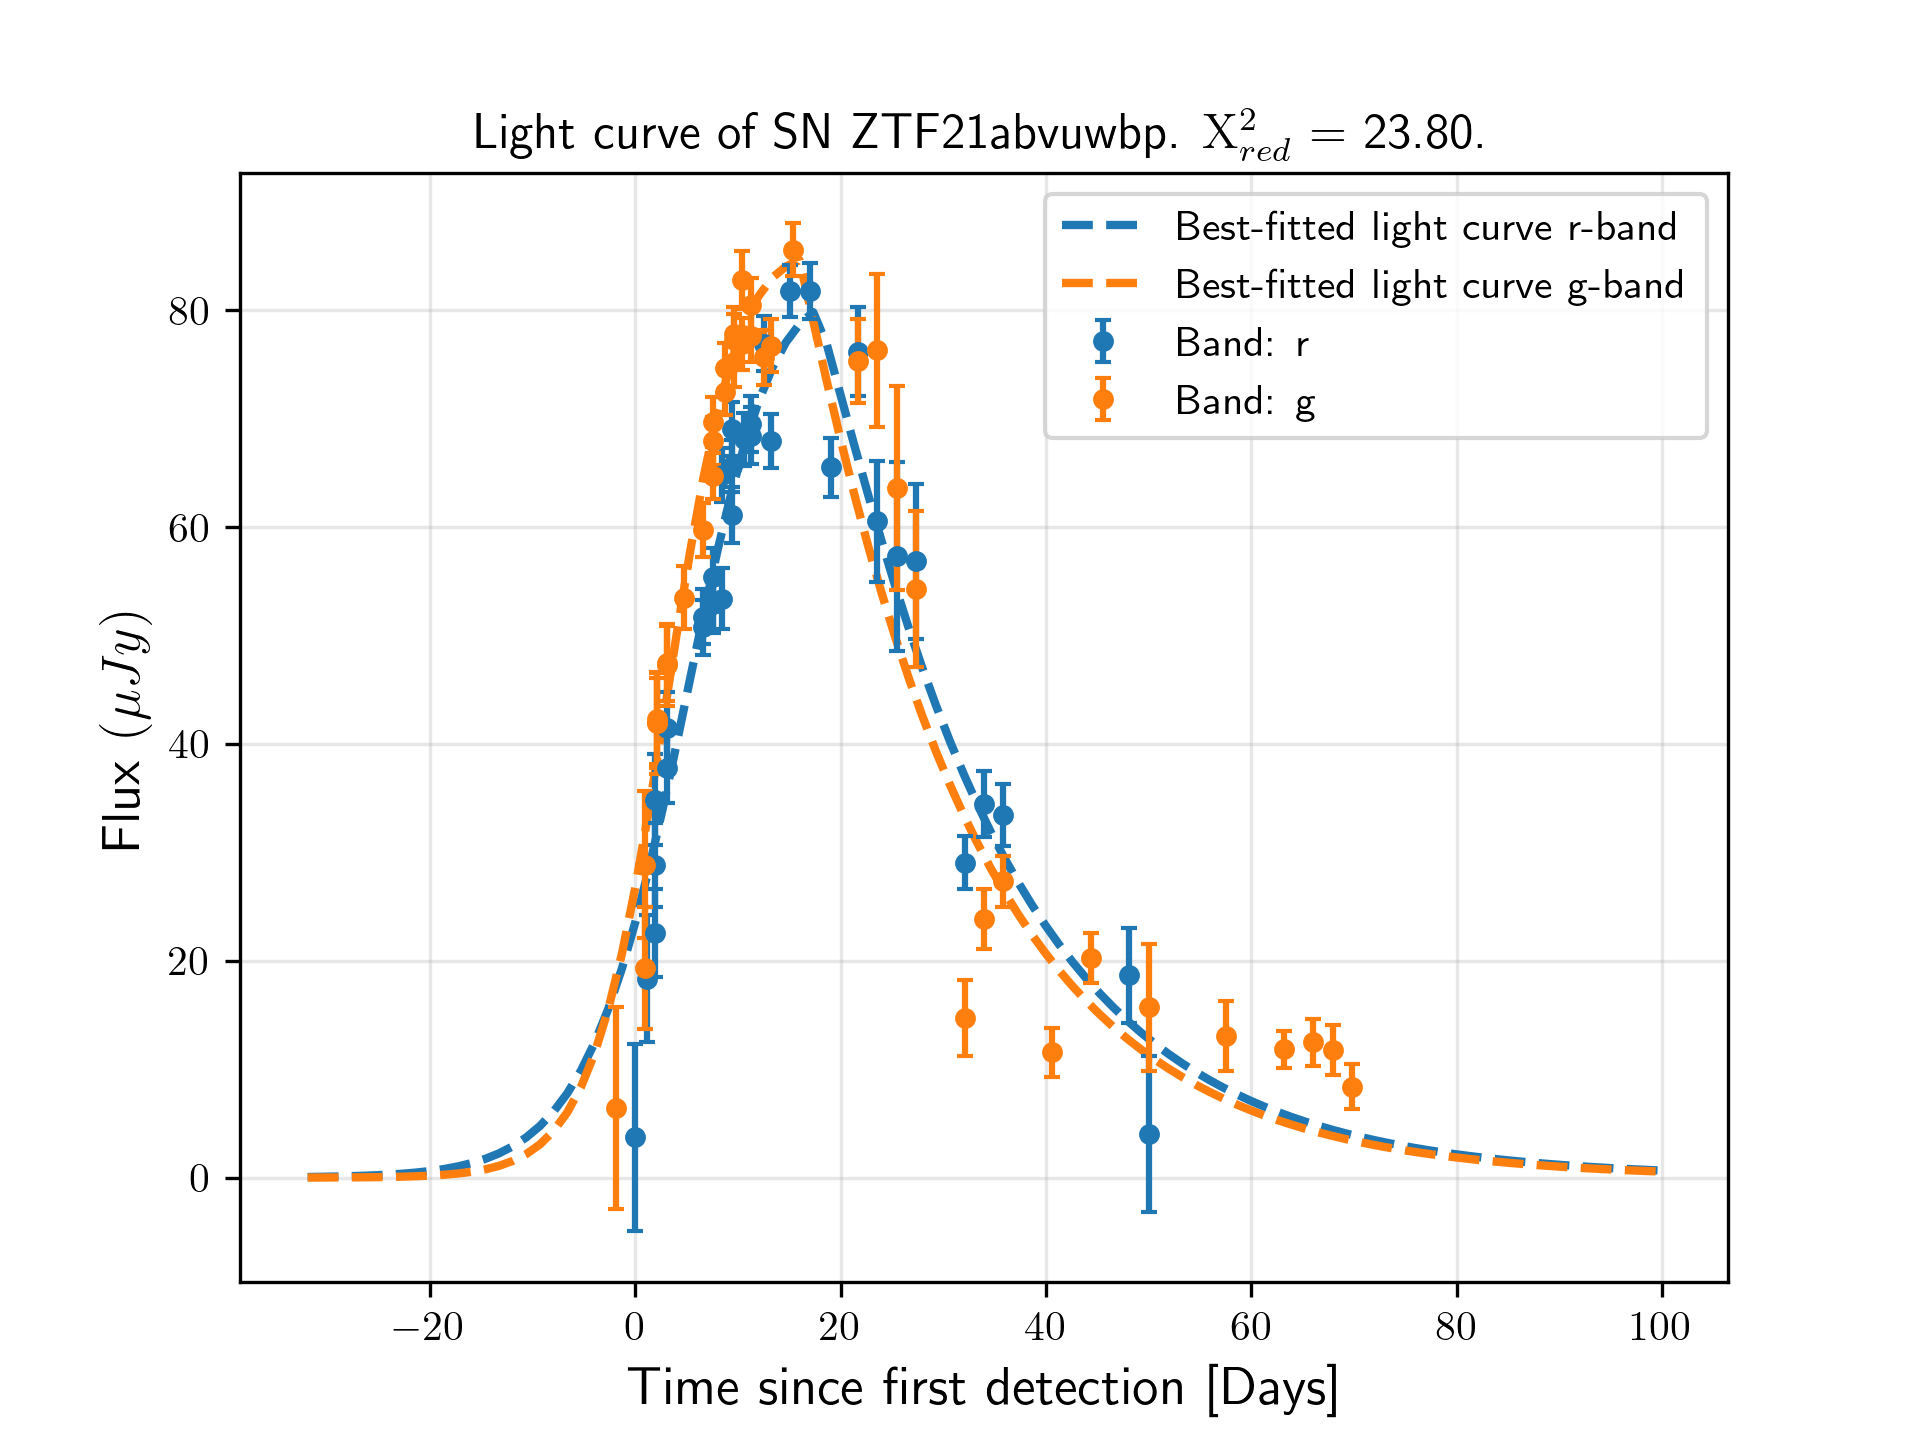 Light curve of SN ZTF21abvuwbp. X²_red = 23.80.
Best-fitted light curve r-band
Best-fitted light curve g-band
Band: r
Band: g
Flux (μJy)
80
60
40
20
0
−20 0 20 40 60 80 100
Time since first detection [Days]